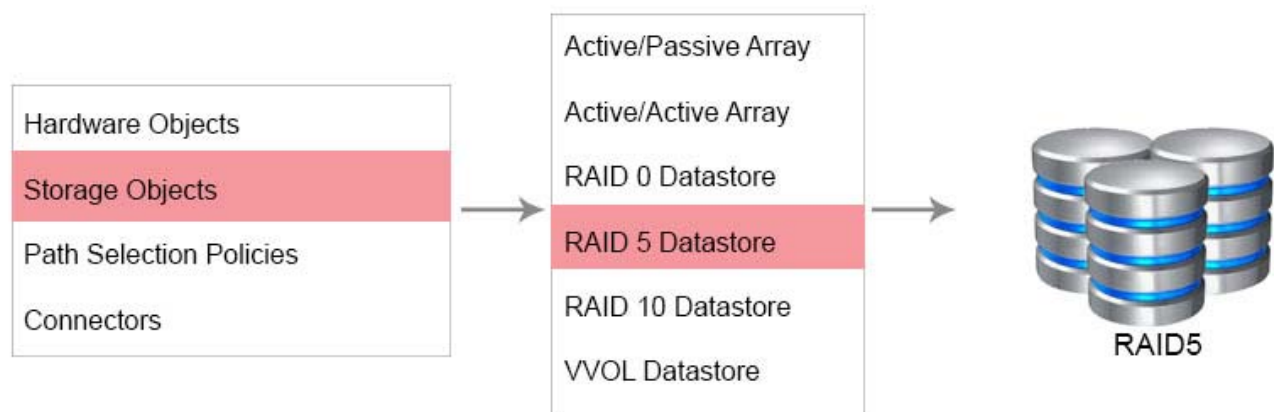 Hardware Objects
Storage Objects
Path Selection Policies
Connectors
Active/Passive Array
Active/Active Array
RAID 0 Datastore
RAID 5 Datastore
RAID 10 Datastore
VVOL Datastore
RAID5